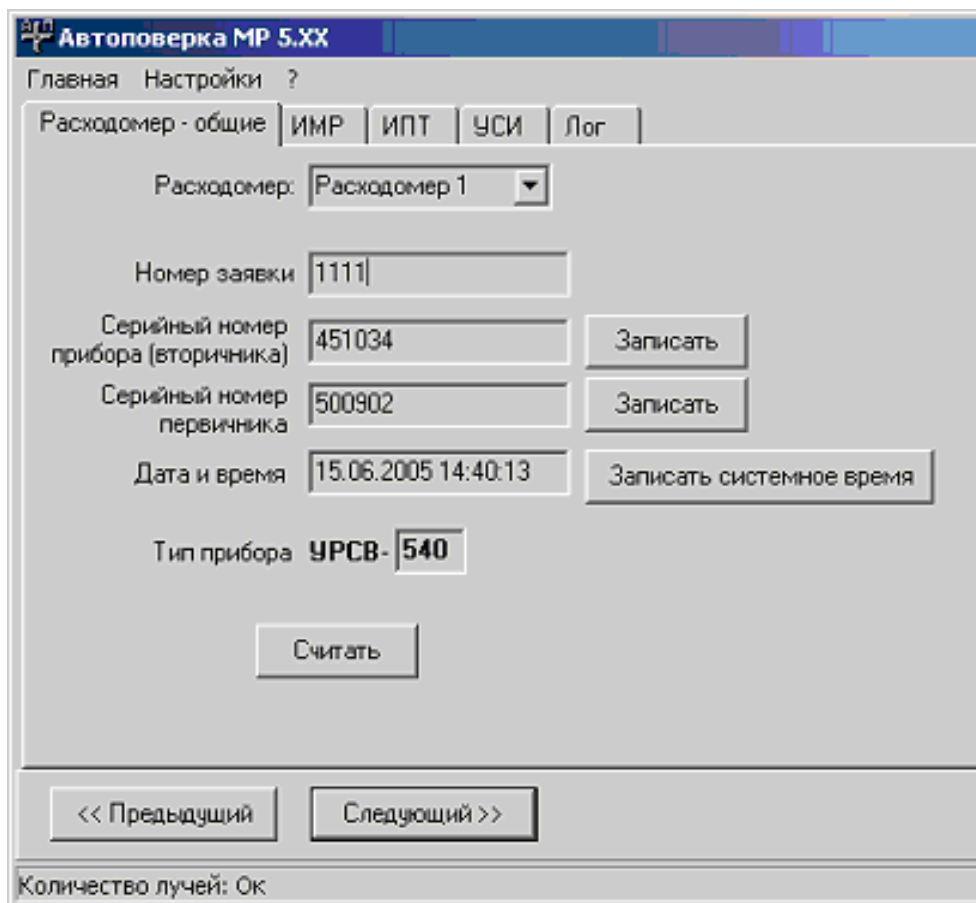 АП
Автоповерка МР 5.XX
Главная Настройки ?
Расходомер - общие ИМР ИПТ УСИ Лог
Расходомер: Расходомер 1
Номер заявки 1111
Серийный номер
прибора (вторичника) 451034 Записать
Серийный номер
первичника 500902 Записать
Дата и время 15.06.2005 14:40:13 Записать системное время
Тип прибора УРСВ- 540
Считать
<< Предыдущий Следующий >>
Количество лучей: Ок